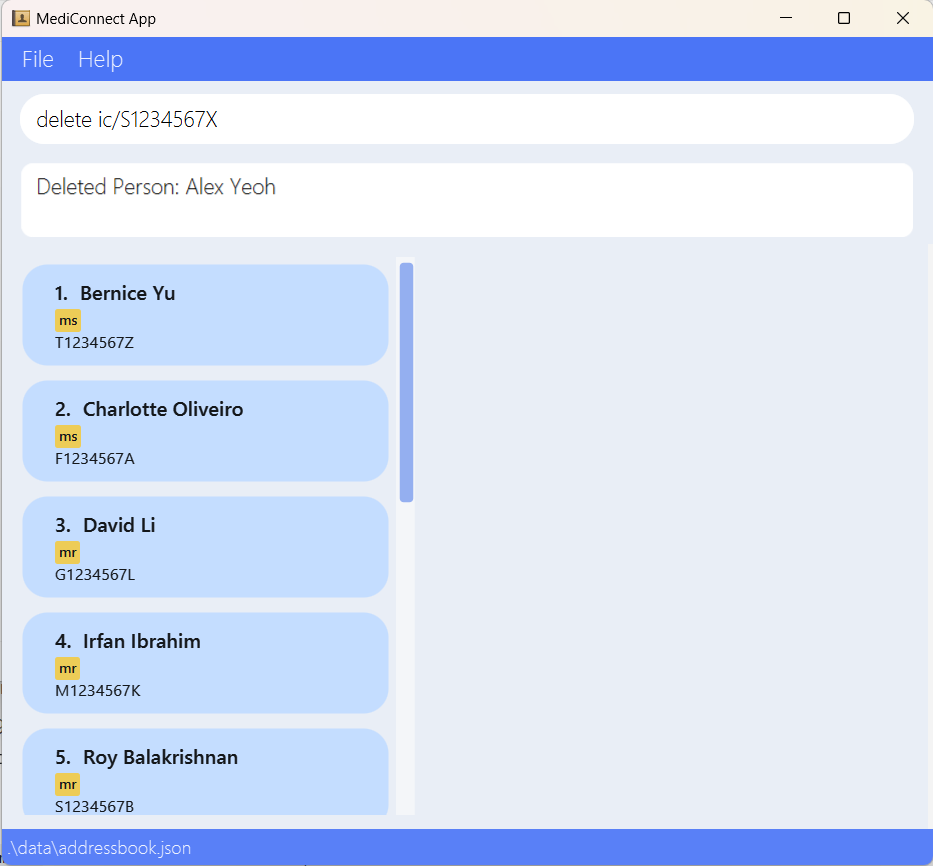 MediConnect App
File Help
delete ic/S1234567X
Deleted Person: Alex Yeoh
1. Bernice Yu
ms
T1234567Z
2. Charlotte Oliveiro
ms
F1234567A
3. David Li
mr
G1234567L
4. Irfan Ibrahim
mr
M1234567K
5. Roy Balakrishnan
mr
S1234567B
.\data\addressbook.json